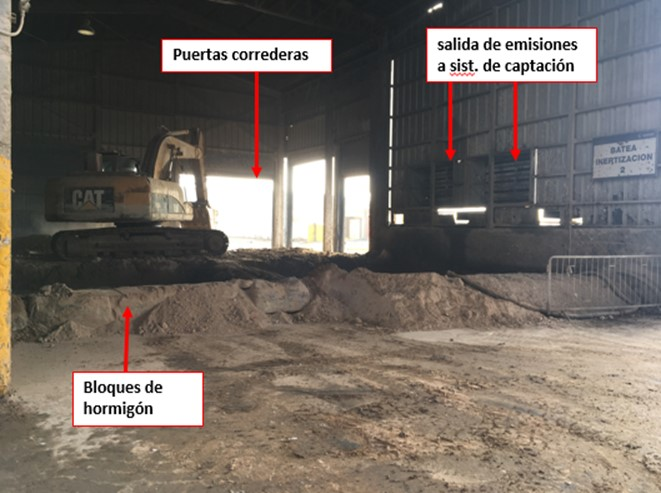 Puertas correderas
salida de emisiones
a sist. de captación
BATEA
INERTIZACION
2
CAT
Bloques de
hormigón